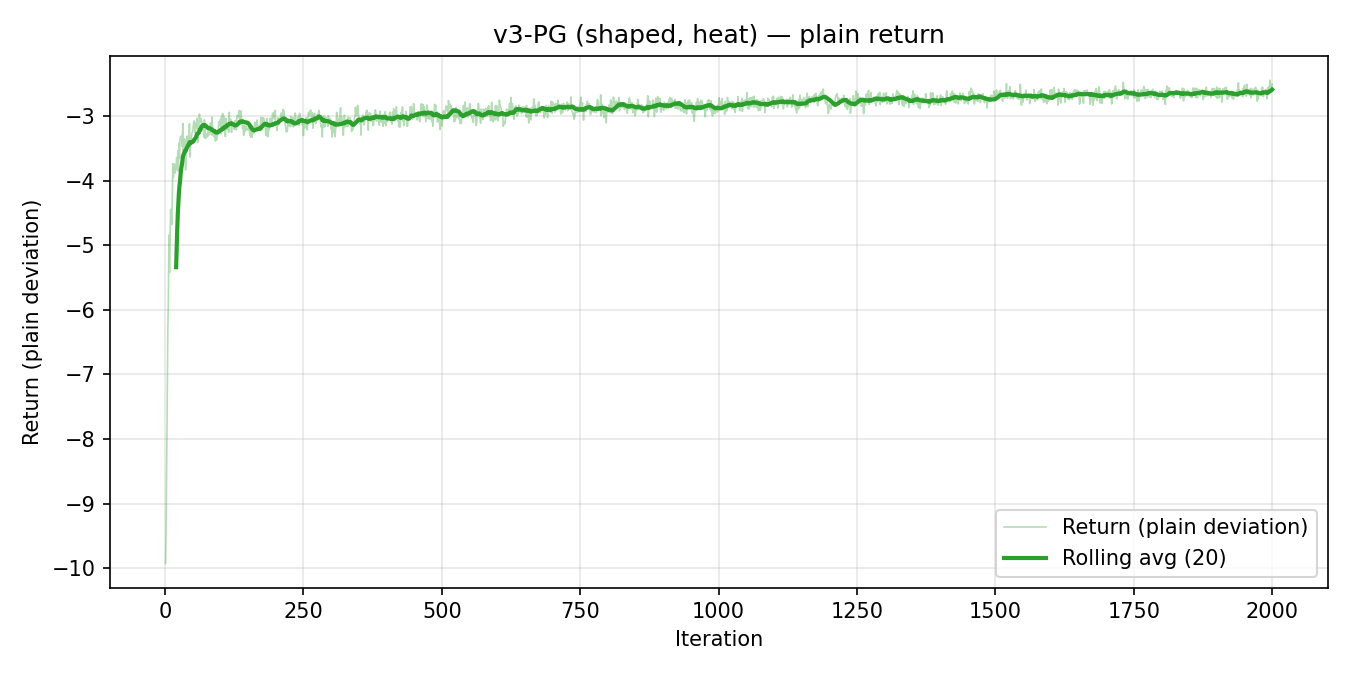 v3-PG (shaped, heat) — plain return
Return (plain deviation)
−3
−4
−5
−6
−7
−8
−9
−10
Return (plain deviation)
Rolling avg (20)
0 250 500 750 1000 1250 1500 1750 2000
Iteration